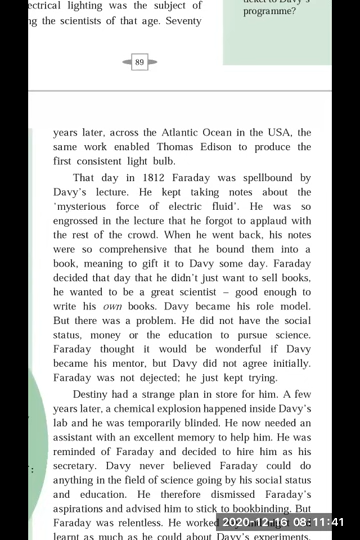 ectrical lighting was the subject of
ng the scientists of that age. Seventy
programme?
89
years later, across the Atlantic Ocean in the USA, the
same work enabled Thomas Edison to produce the
first consistent light bulb.
That day in 1812 Faraday was spellbound by
Davy's lecture. He kept taking notes about the
'mysterious force of electric fluid'. He was so
engrossed in the lecture that he forgot to applaud with
the rest of the crowd. When he went back, his notes
were so comprehensive that he bound them into a
book, meaning to gift it to Davy some day. Faraday
decided that day that he didn't just want to sell books,
he wanted to be a great scientist – good enough to
write his own books. Davy became his role model.
But there was a problem. He did not have the social
status, money or the education to pursue science.
Faraday thought it would be wonderful if Davy
became his mentor, but Davy did not agree initially.
Faraday was not dejected; he just kept trying.
Destiny had a strange plan in store for him. A few
years later, a chemical explosion happened inside Davy's
lab and he was temporarily blinded. He now needed an
assistant with an excellent memory to help him. He was
reminded of Faraday and decided to hire him as his
secretary. Davy never believed Faraday could do
anything in the field of science going by his social status
and education. He therefore dismissed Faraday's
aspirations and advised him to stick to bookbinding. But
Faraday was relentless. He worked
2020-12-16 08:11:41
learnt as much as he could about Davy's experiments.